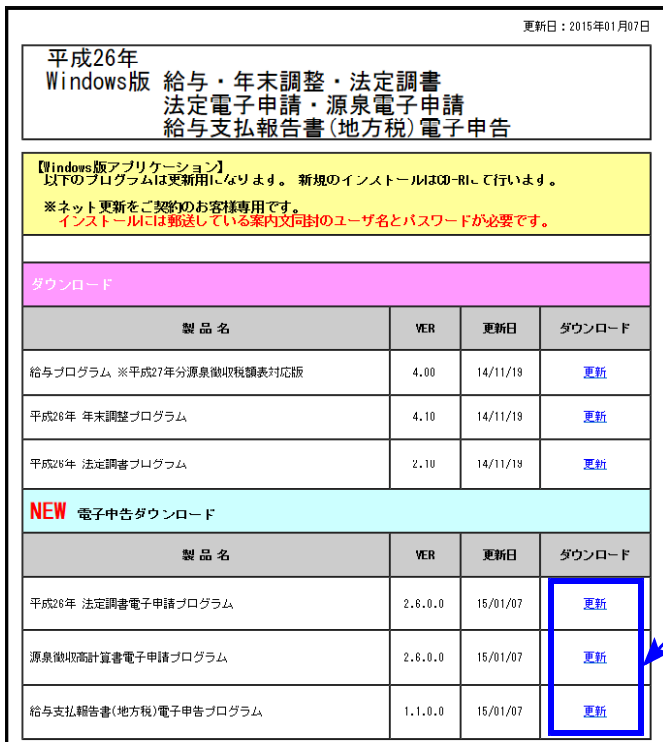 更新日：2015年01月07日
平成26年
Windows版 給与・年末調整・法定調書
法定電子申請・源泉電子申請
給与支払報告書(地方税)電子申告
【Windows版アプリケーション】
以下のプログラムは更新用になります。 新規のインストールはCD-Rにて行います。
※ネット更新をご契約のお客様専用です。
インストールには郵送している案内文同封のユーザ名とパスワードが必要です。
ダウンロード
製品名 VER 更新日 ダウンロード
給与プログラム ※平成27年分源泉徴収税額表対応版 4.00 14/11/19 更新
平成26年 年末調整プログラム 4.10 14/11/19 更新
平成26年 法定調書プログラム 2.10 14/11/19 更新
NEW 電子申告ダウンロード
製品名 VER 更新日 ダウンロード
平成26年 法定調書電子申請プログラム 2.6.0.0 15/01/07 更新
源泉徴収高計算書電子申請プログラム 2.6.0.0 15/01/07 更新
給与支払報告書(地方税)電子申告プログラム 1.1.0.0 15/01/07 更新